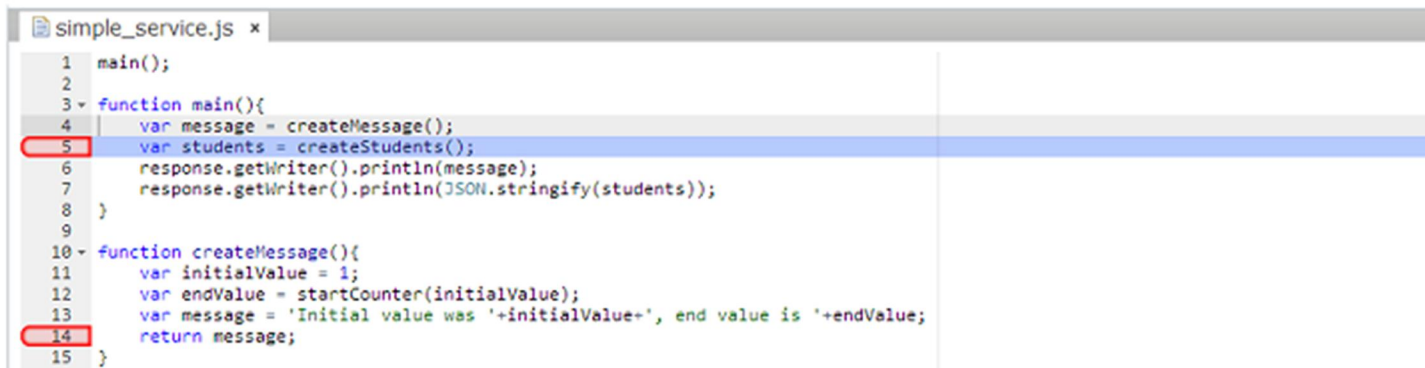 simple_service.js ×
1 main();
2
3 function main(){
4 var message = createMessage();
5 var students = createStudents();
6 response.getWriter().println(message);
7 response.getWriter().println(JSON.stringify(students));
8 }
9
10 function createMessage(){
11 var initialValue = 1;
12 var endValue = startCounter(initialValue);
13 var message = 'Initial value was '+initialValue+', end value is '+endValue;
14 return message;
15 }